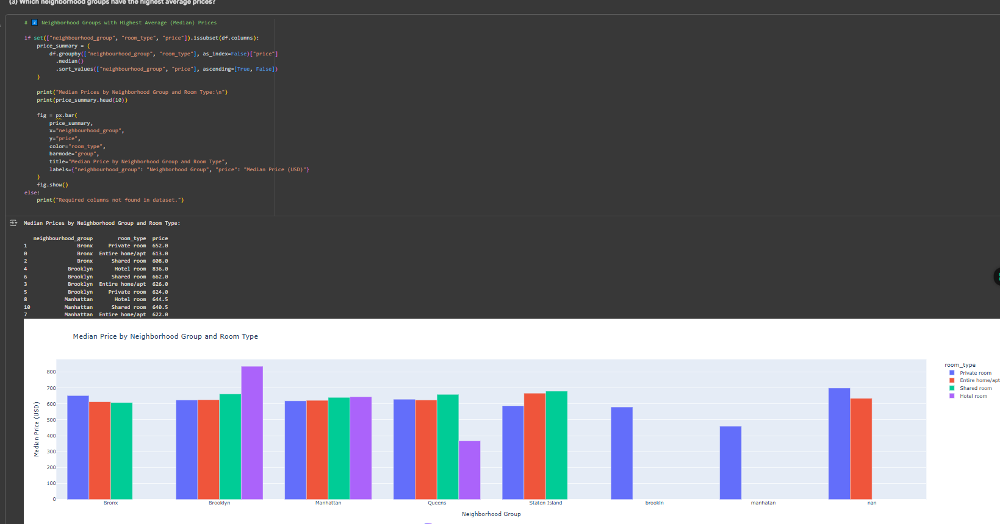 (3) Which neighborhood groups have the highest average prices?
# 3 Neighborhood Groups with Highest Average (Median) Prices
if set(["neighbourhood_group", "room_type", "price"]).issubset(df.columns):
    price_summary = (
        df.groupby(["neighbourhood_group", "room_type"], as_index=False)["price"]
          .median()
          .sort_values(["neighbourhood_group", "price"], ascending=[True, False])
    )
    print("Median Prices by Neighborhood Group and Room Type:\n")
    print(price_summary.head(10))
    fig = px.bar(
        price_summary,
        x="neighbourhood_group",
        y="price",
        color="room_type",
        barmode="group",
        title="Median Price by Neighborhood Group and Room Type",
        labels={"neighbourhood_group": "Neighborhood Group", "price": "Median Price (USD)"}
    )
    fig.show()
else:
    print("Required columns not found in dataset.")
Median Prices by Neighborhood Group and Room Type:
neighbourhood_group room_type price
1 Bronx Private room 652.0
0 Bronx Entire home/apt 613.0
2 Bronx Shared room 608.0
4 Brooklyn Hotel room 836.0
6 Brooklyn Shared room 662.0
3 Brooklyn Entire home/apt 626.0
5 Brooklyn Private room 624.0
8 Manhattan Hotel room 644.5
10 Manhattan Shared room 640.5
7 Manhattan Entire home/apt 622.0
Median Price by Neighborhood Group and Room Type
Median Price (USD)
800
700
600
500
400
300
200
100
0
Bronx Brooklyn Manhattan Queens Staten Island brookln manhatan nan
Neighborhood Group
room_type
Private room
Entire home/apt
Shared room
Hotel room